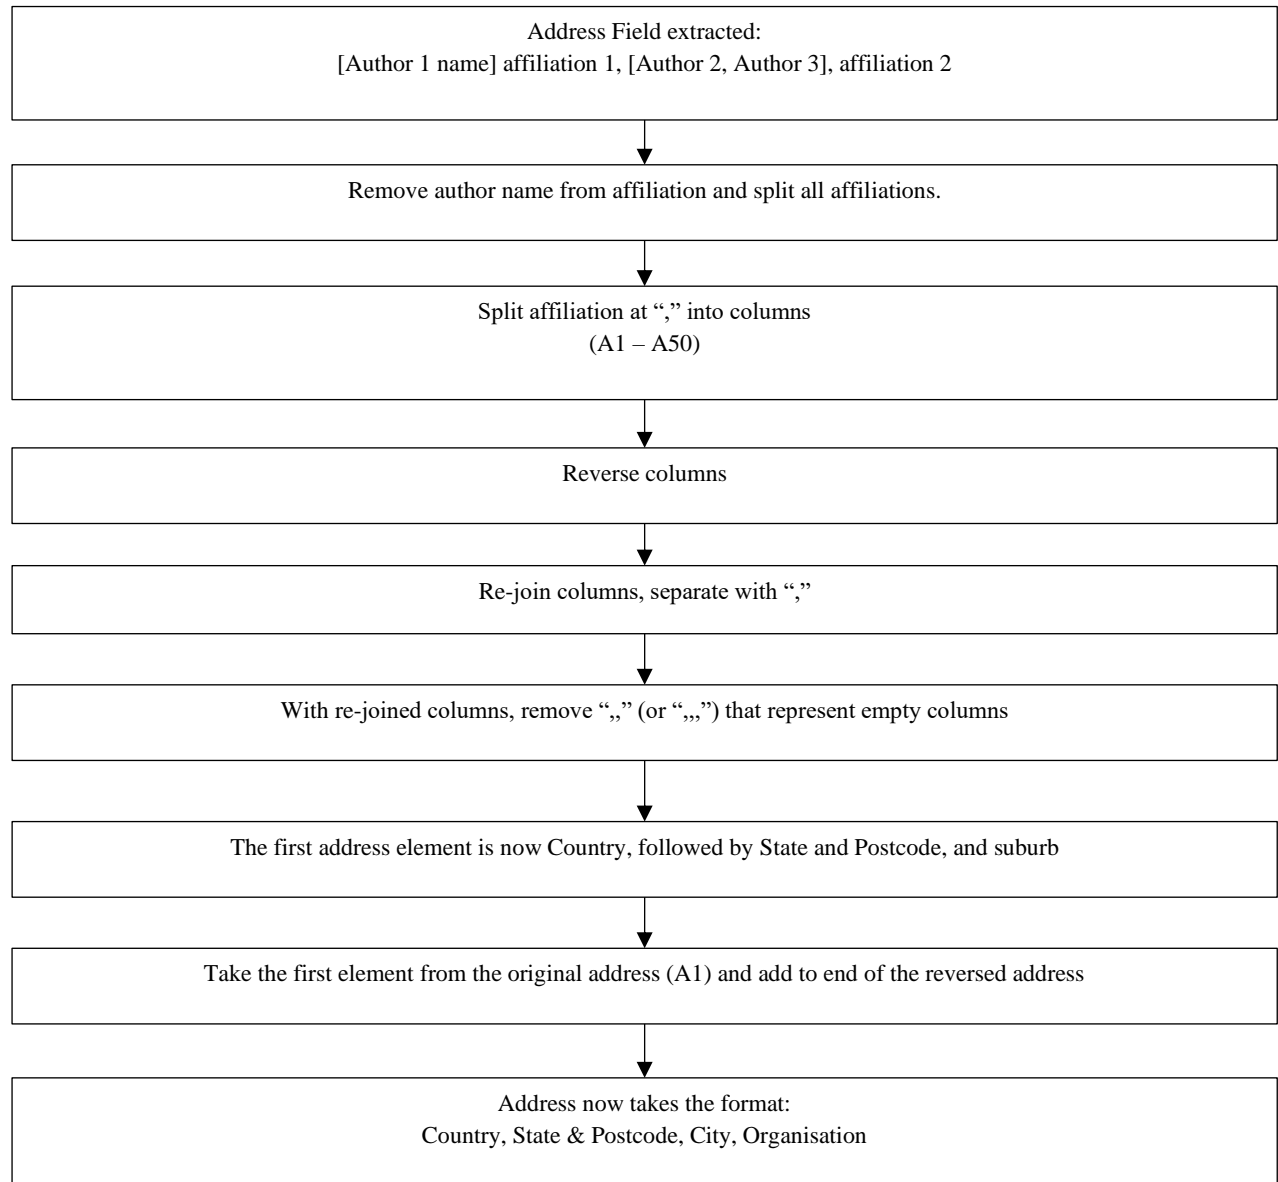 Address Field extracted:
[Author 1 name] affiliation 1, [Author 2, Author 3], affiliation 2
Remove author name from affiliation and split all affiliations.
Split affiliation at “,” into columns
(A1 – A50)
Reverse columns
Re-join columns, separate with “,”
With re-joined columns, remove “,,” (or “,,,”) that represent empty columns
The first address element is now Country, followed by State and Postcode, and suburb
Take the first element from the original address (A1) and add to end of the reversed address
Address now takes the format:
Country, State & Postcode, City, Organisation